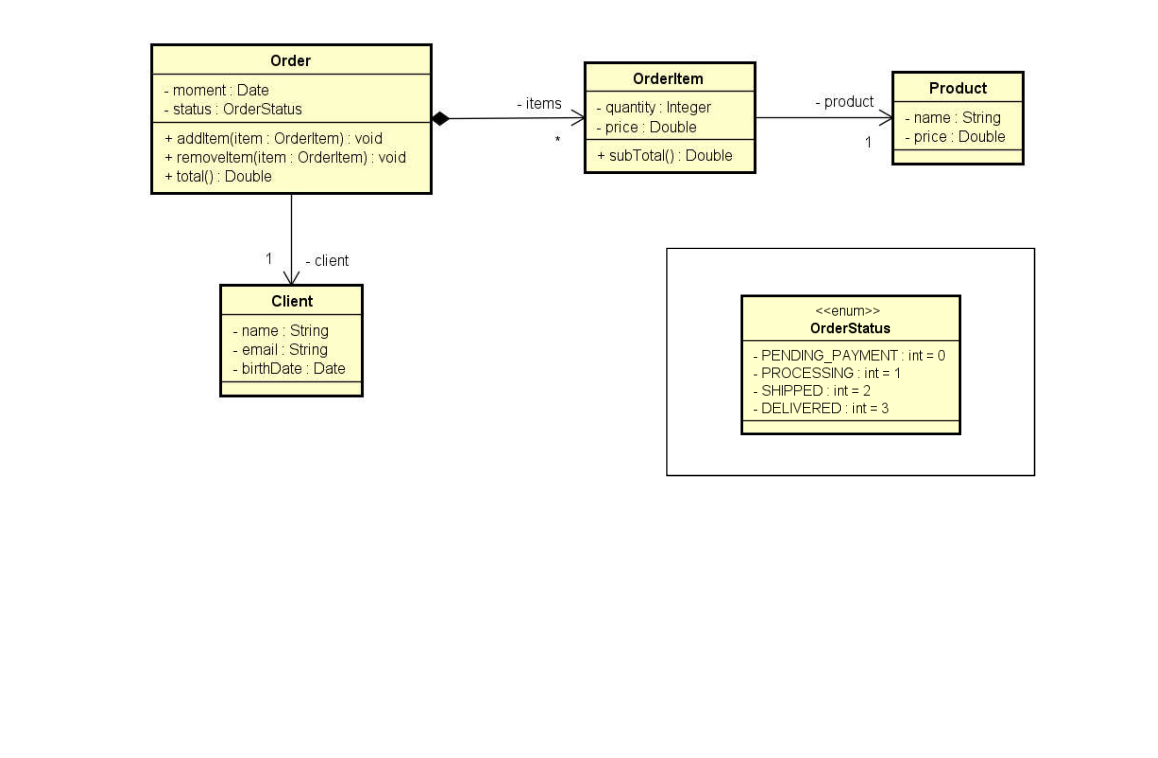 Order
- moment : Date
- status : OrderStatus
+ addItem(item : OrderItem) : void
+ removeItem(item : OrderItem) : void
+ total() : Double
- items
*
OrderItem
- quantity : Integer
- price : Double
+ subTotal() : Double
- product
1
Product
- name : String
- price : Double
1
- client
Client
- name : String
- email : String
- birthDate : Date
<<enum>>
OrderStatus
- PENDING_PAYMENT : int = 0
- PROCESSING : int = 1
- SHIPPED : int = 2
- DELIVERED : int = 3